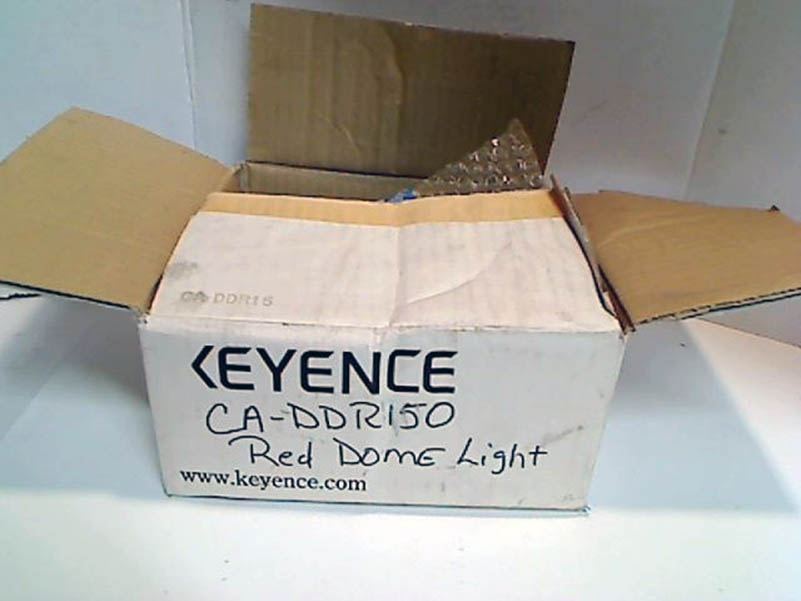 CA-DDR15
KEYENCE
CA-DDR150
Red DOME Light
www.keyence.com